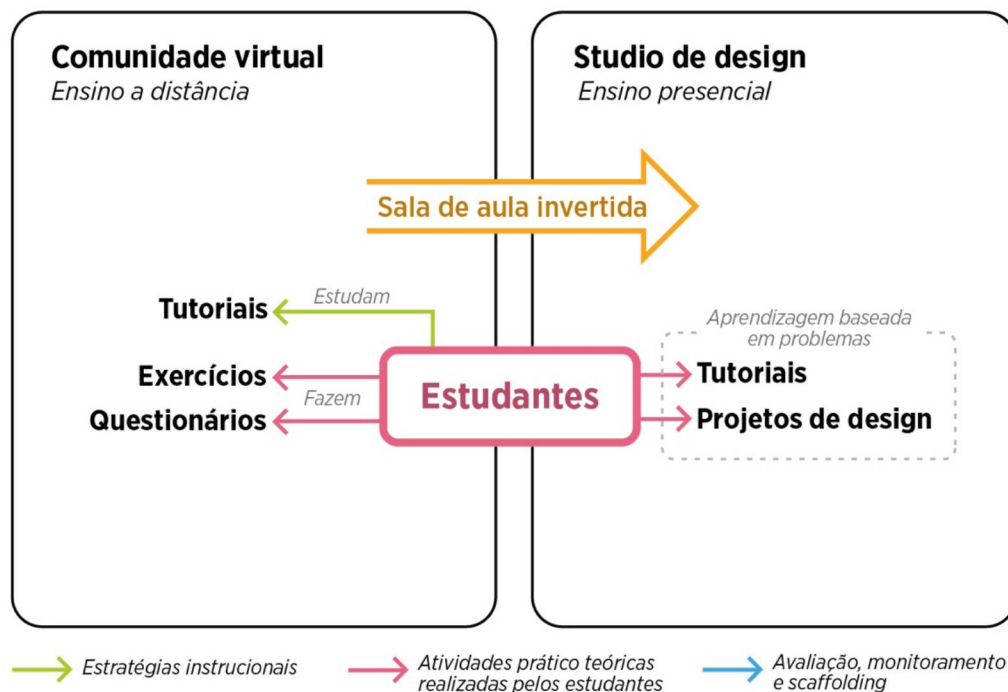 Comunidade virtual
Ensino a distância
Studio de design
Ensino presencial
Sala de aula invertida
Estudam
Tutoriais
Exercícios
Fazem
Questionários
Estudantes
Aprendizagem baseada
em problemas
Tutoriais
Projetos de design
Estratégias instrucionais
Atividades prático teóricas
realizadas pelos estudantes
Avaliação, monitoramento
e scaffolding